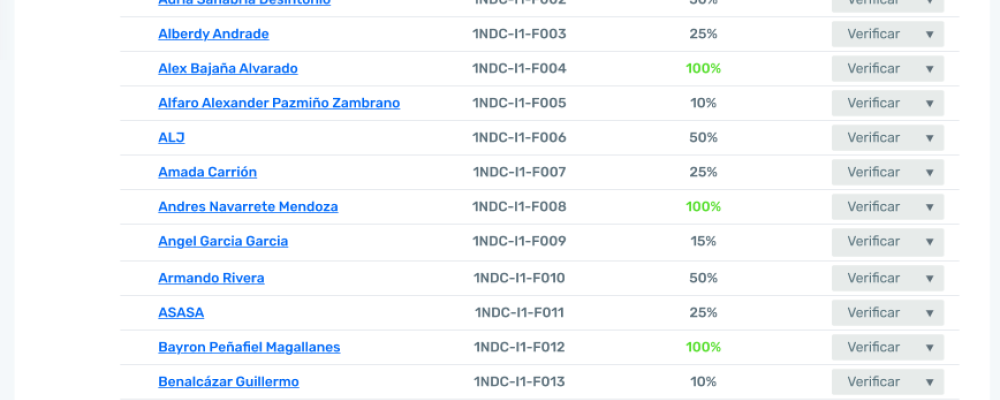 Adria Sanabria Desintonio 1NDC-I1-F002 50% Verificar ▼
Alberdy Andrade 1NDC-I1-F003 25% Verificar ▼
Alex Bajaña Alvarado 1NDC-I1-F004 100% Verificar ▼
Alfaro Alexander Pazmiño Zambrano 1NDC-I1-F005 10% Verificar ▼
ALJ 1NDC-I1-F006 50% Verificar ▼
Amada Carrión 1NDC-I1-F007 25% Verificar ▼
Andres Navarrete Mendoza 1NDC-I1-F008 100% Verificar ▼
Angel Garcia Garcia 1NDC-I1-F009 15% Verificar ▼
Armando Rivera 1NDC-I1-F010 50% Verificar ▼
ASASA 1NDC-I1-F011 25% Verificar ▼
Bayron Peñafiel Magallanes 1NDC-I1-F012 100% Verificar ▼
Benalcázar Guillermo 1NDC-I1-F013 10% Verificar ▼